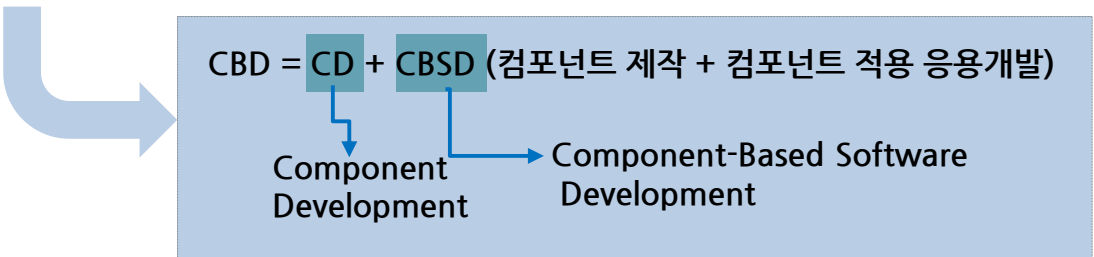 CBD = CD + CBSD (컴포넌트 제작 + 컴포넌트 적용 응용개발)
Component
Development
Component-Based Software
Development